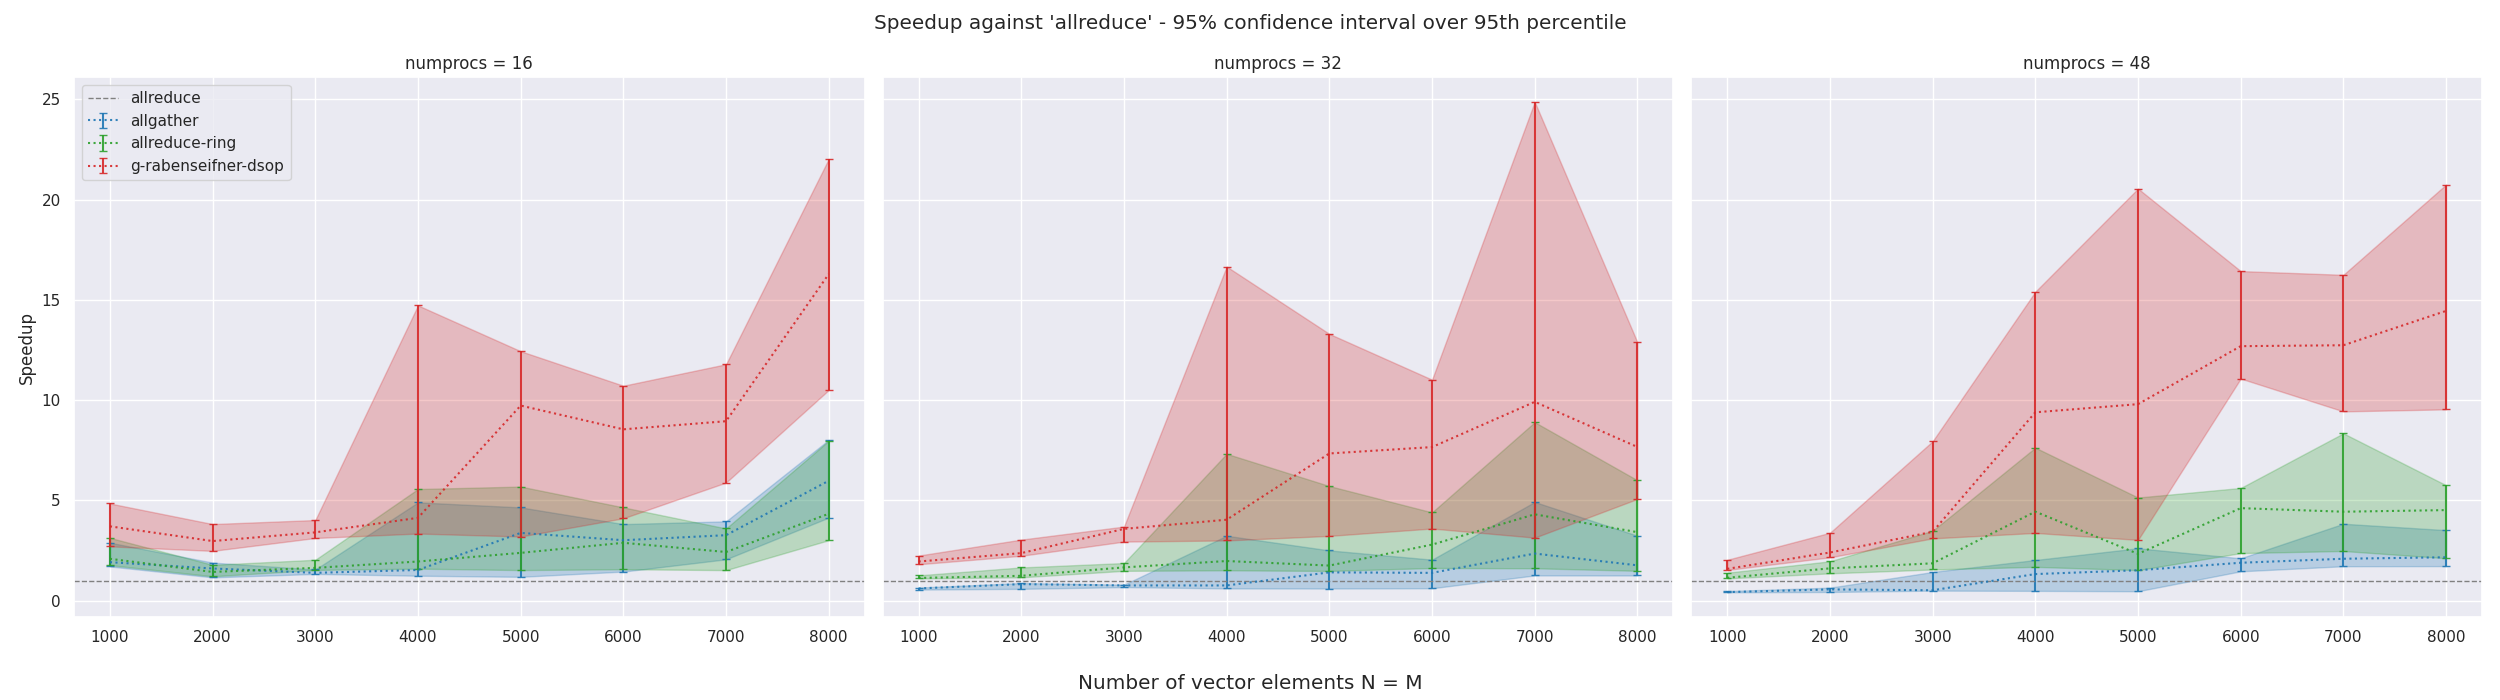 Speedup against 'allreduce' - 95% confidence interval over 95th percentile
numprocs = 16
numprocs = 32
numprocs = 48
allreduce
allgather
allreduce-ring
g-rabenseifner-dsop
25
20
15
10
5
0
Speedup
1000 2000 3000 4000 5000 6000 7000 8000
1000 2000 3000 4000 5000 6000 7000 8000
1000 2000 3000 4000 5000 6000 7000 8000
Number of vector elements N = M